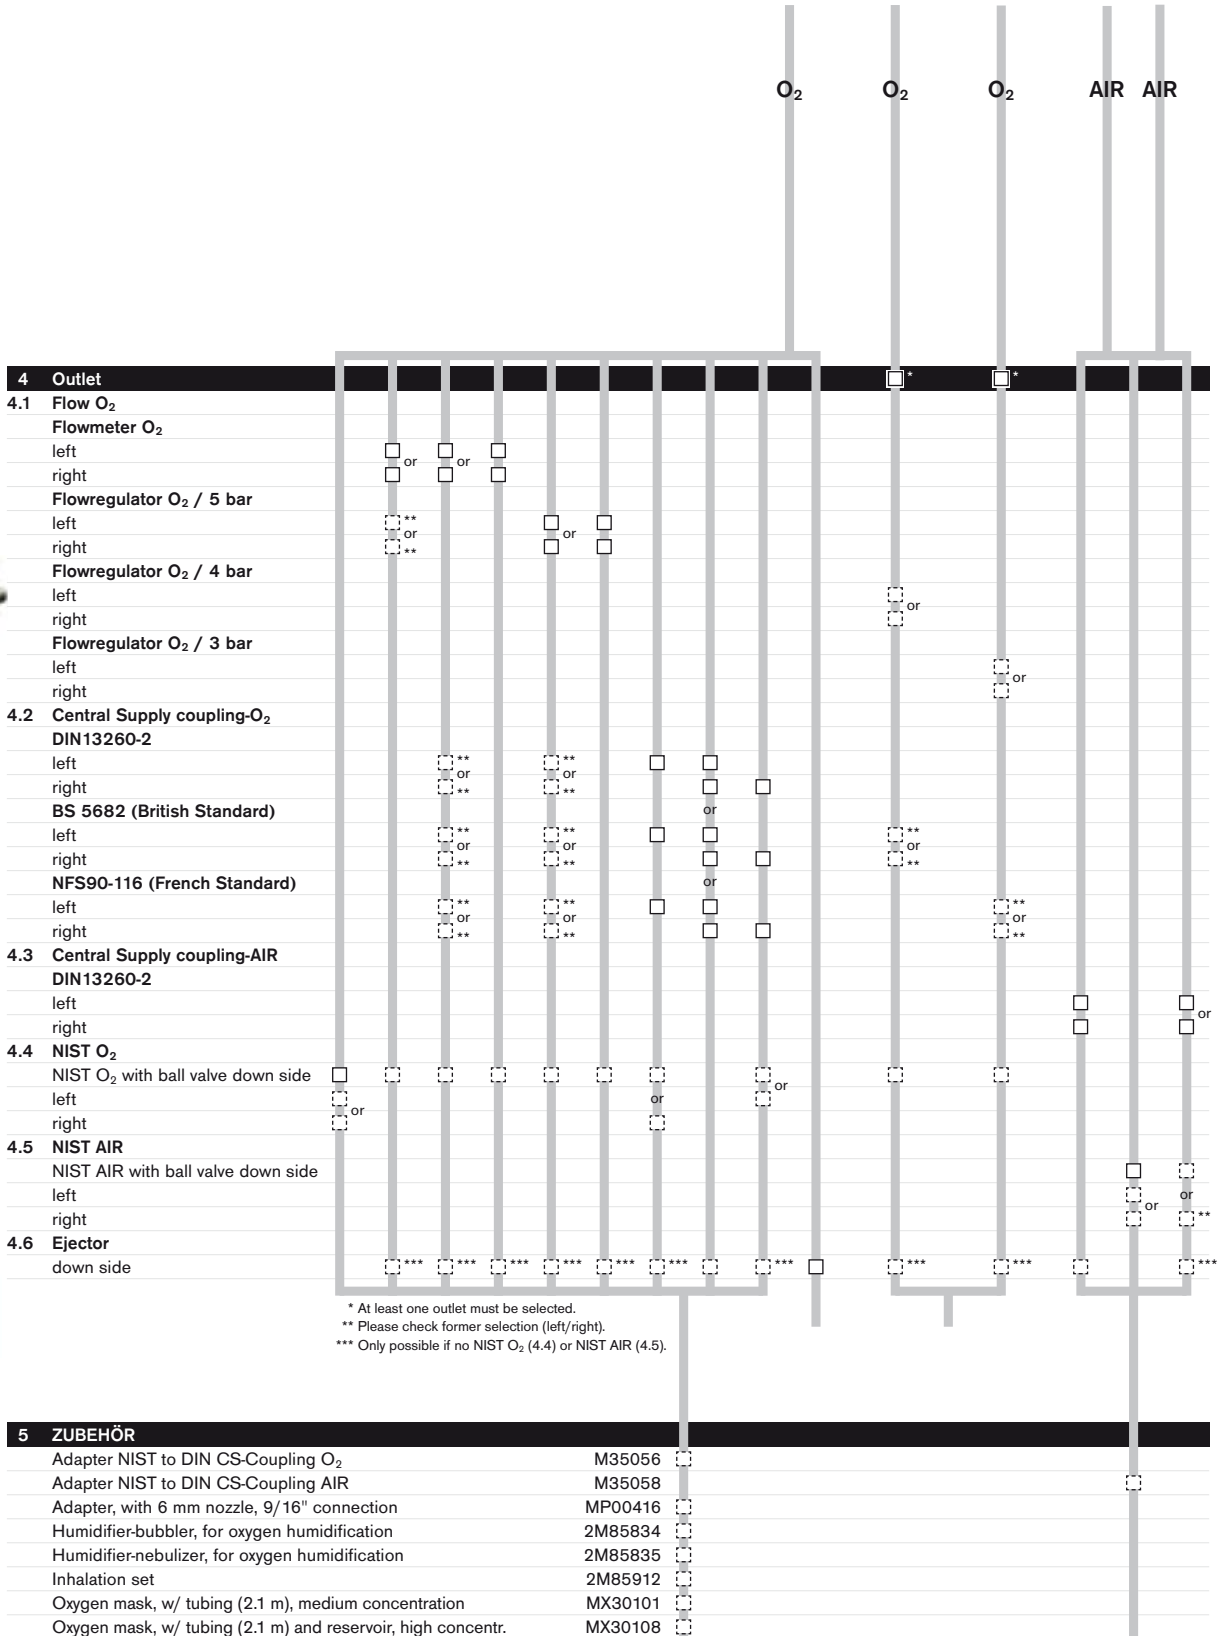 O₂ O₂ O₂ AIR AIR
4 Outlet * *
4.1 Flow O₂
Flowmeter O₂
left
or or
right
Flowregulator O₂ / 5 bar
left **
or or
right **
Flowregulator O₂ / 4 bar
left
or
right
Flowregulator O₂ / 3 bar
left
or
right
4.2 Central Supply coupling-O₂
DIN13260-2
left ** **
or or
right ** **
BS 5682 (British Standard) or
left ** ** **
or or or
right ** ** **
NFS90-116 (French Standard) or
left ** ** **
or or or
right ** ** **
4.3 Central Supply coupling-AIR
DIN13260-2
left
or
right
4.4 NIST O₂
NIST O₂ with ball valve down side
or
left or
or
right
4.5 NIST AIR
NIST AIR with ball valve down side
left or
or
right **
4.6 Ejector
down side *** *** *** *** *** *** *** *** *** ***
* At least one outlet must be selected.
** Please check former selection (left/right).
*** Only possible if no NIST O₂ (4.4) or NIST AIR (4.5).
5 ZUBEHÖR
Adapter NIST to DIN CS-Coupling O₂ M35056
Adapter NIST to DIN CS-Coupling AIR M35058
Adapter, with 6 mm nozzle, 9/16" connection MP00416
Humidifier-bubbler, for oxygen humidification 2M85834
Humidifier-nebulizer, for oxygen humidification 2M85835
Inhalation set 2M85912
Oxygen mask, w/ tubing (2.1 m), medium concentration MX30101
Oxygen mask, w/ tubing (2.1 m) and reservoir, high concentr. MX30108